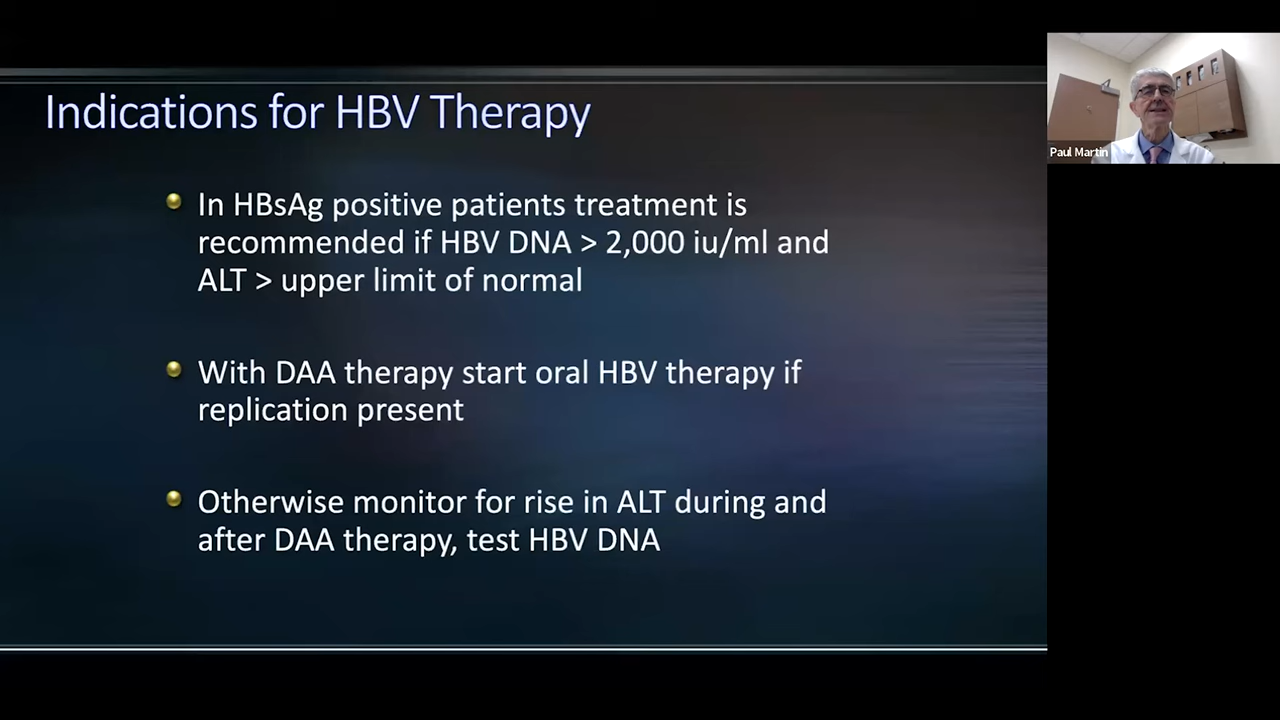 Indications for HBV Therapy
In HBsAg positive patients treatment is
recommended if HBV DNA > 2,000 iu/ml and
ALT > upper limit of normal
With DAA therapy start oral HBV therapy if
replication present
Otherwise monitor for rise in ALT during and
after DAA therapy, test HBV DNA
Paul Martin